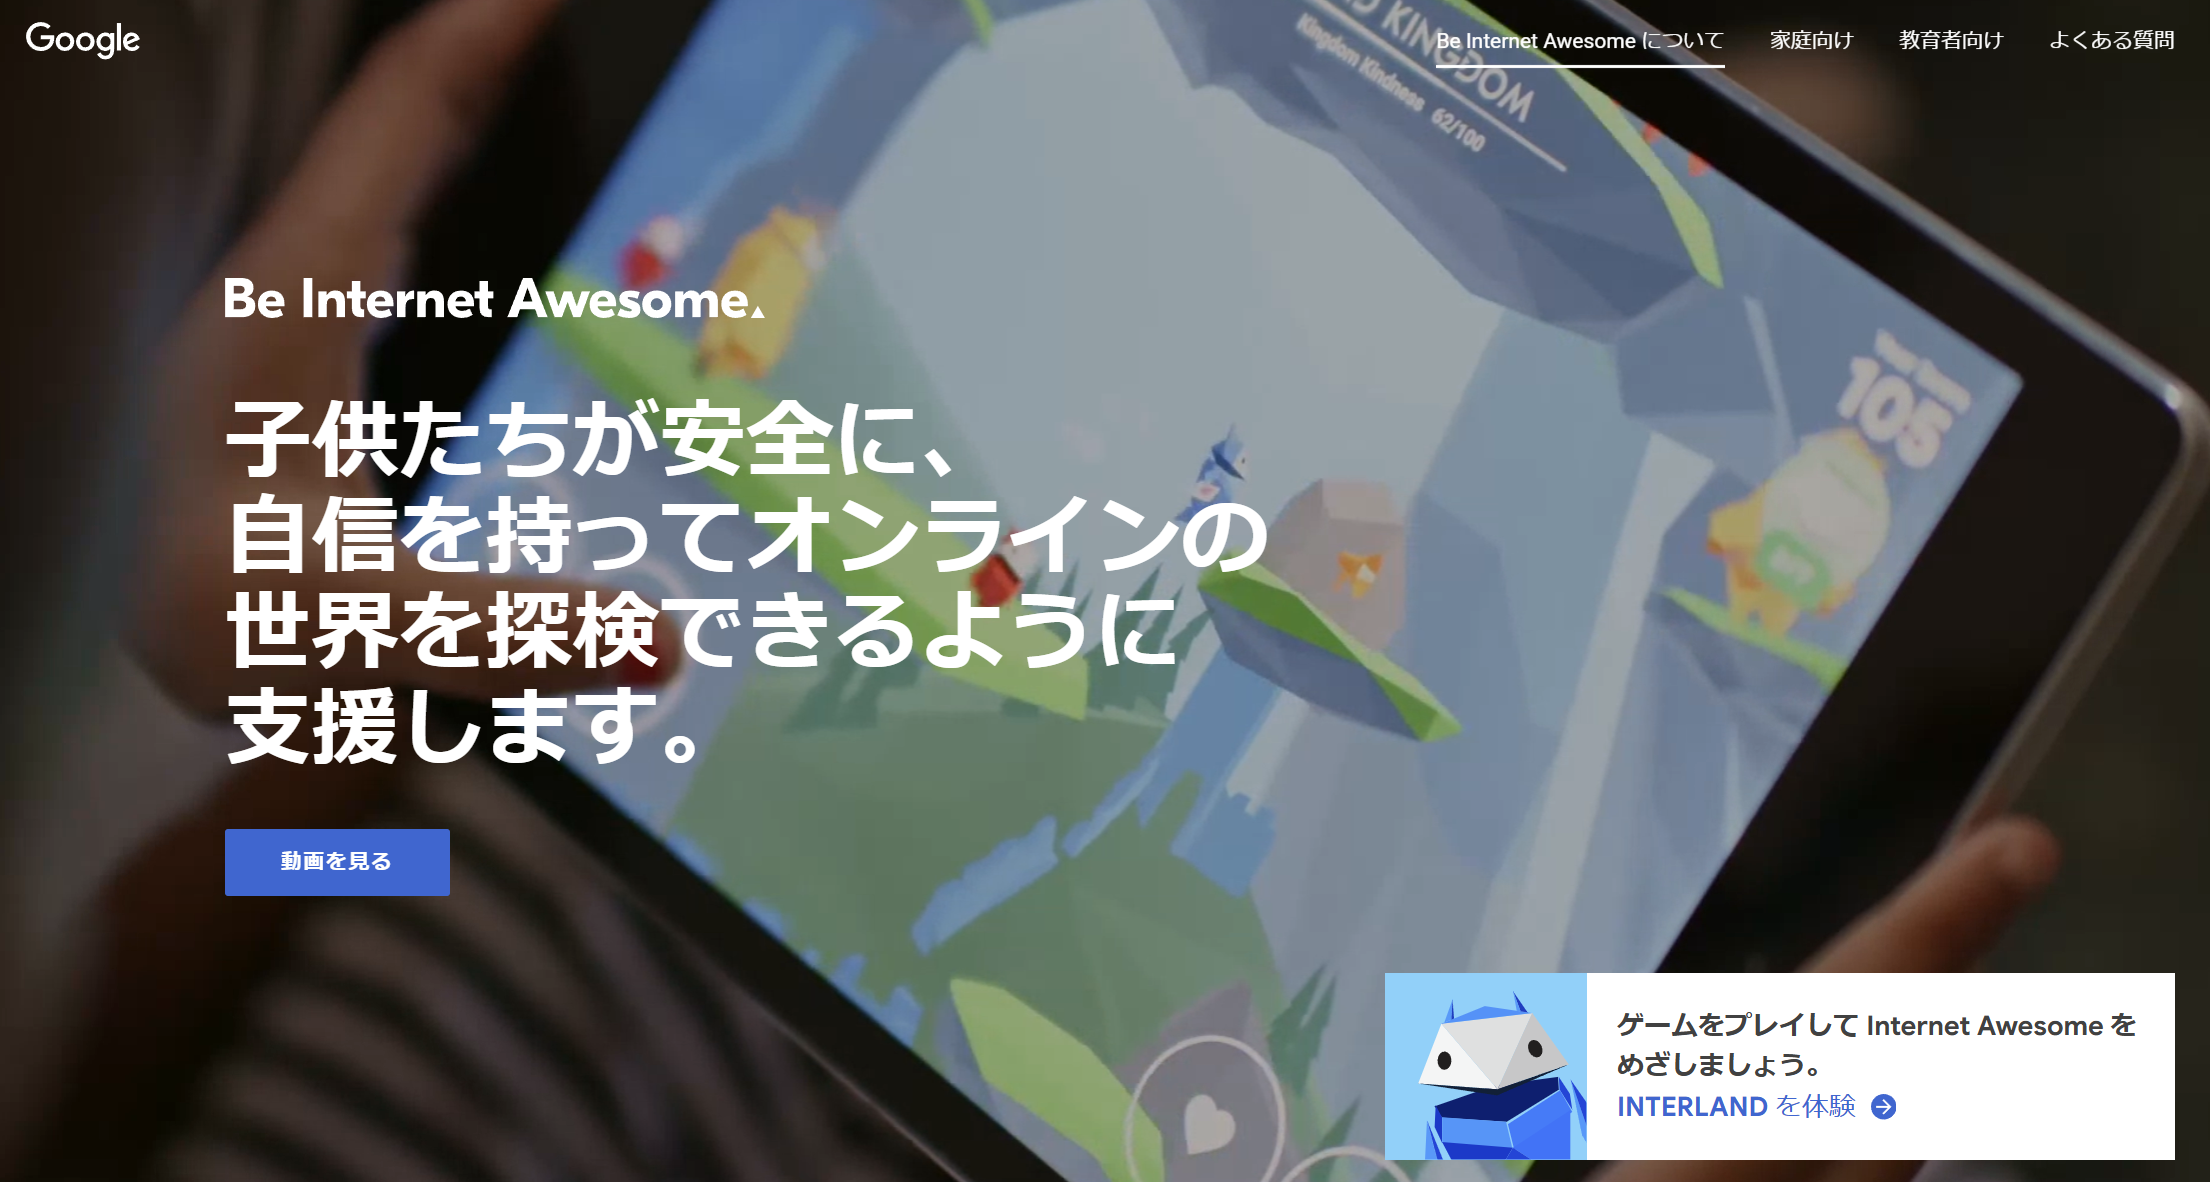 Google
Be Internet Awesome について
家庭向け
教育者向け
よくある質問
KINGDOM
Kingdom Kindness 62/100
Be Internet Awesome.
105
子供たちが安全に、
自信を持ってオンラインの
世界を探検できるように
支援します。
動画を見る
ゲームをプレイして Internet Awesome を
めざしましょう。
INTERLAND を体験